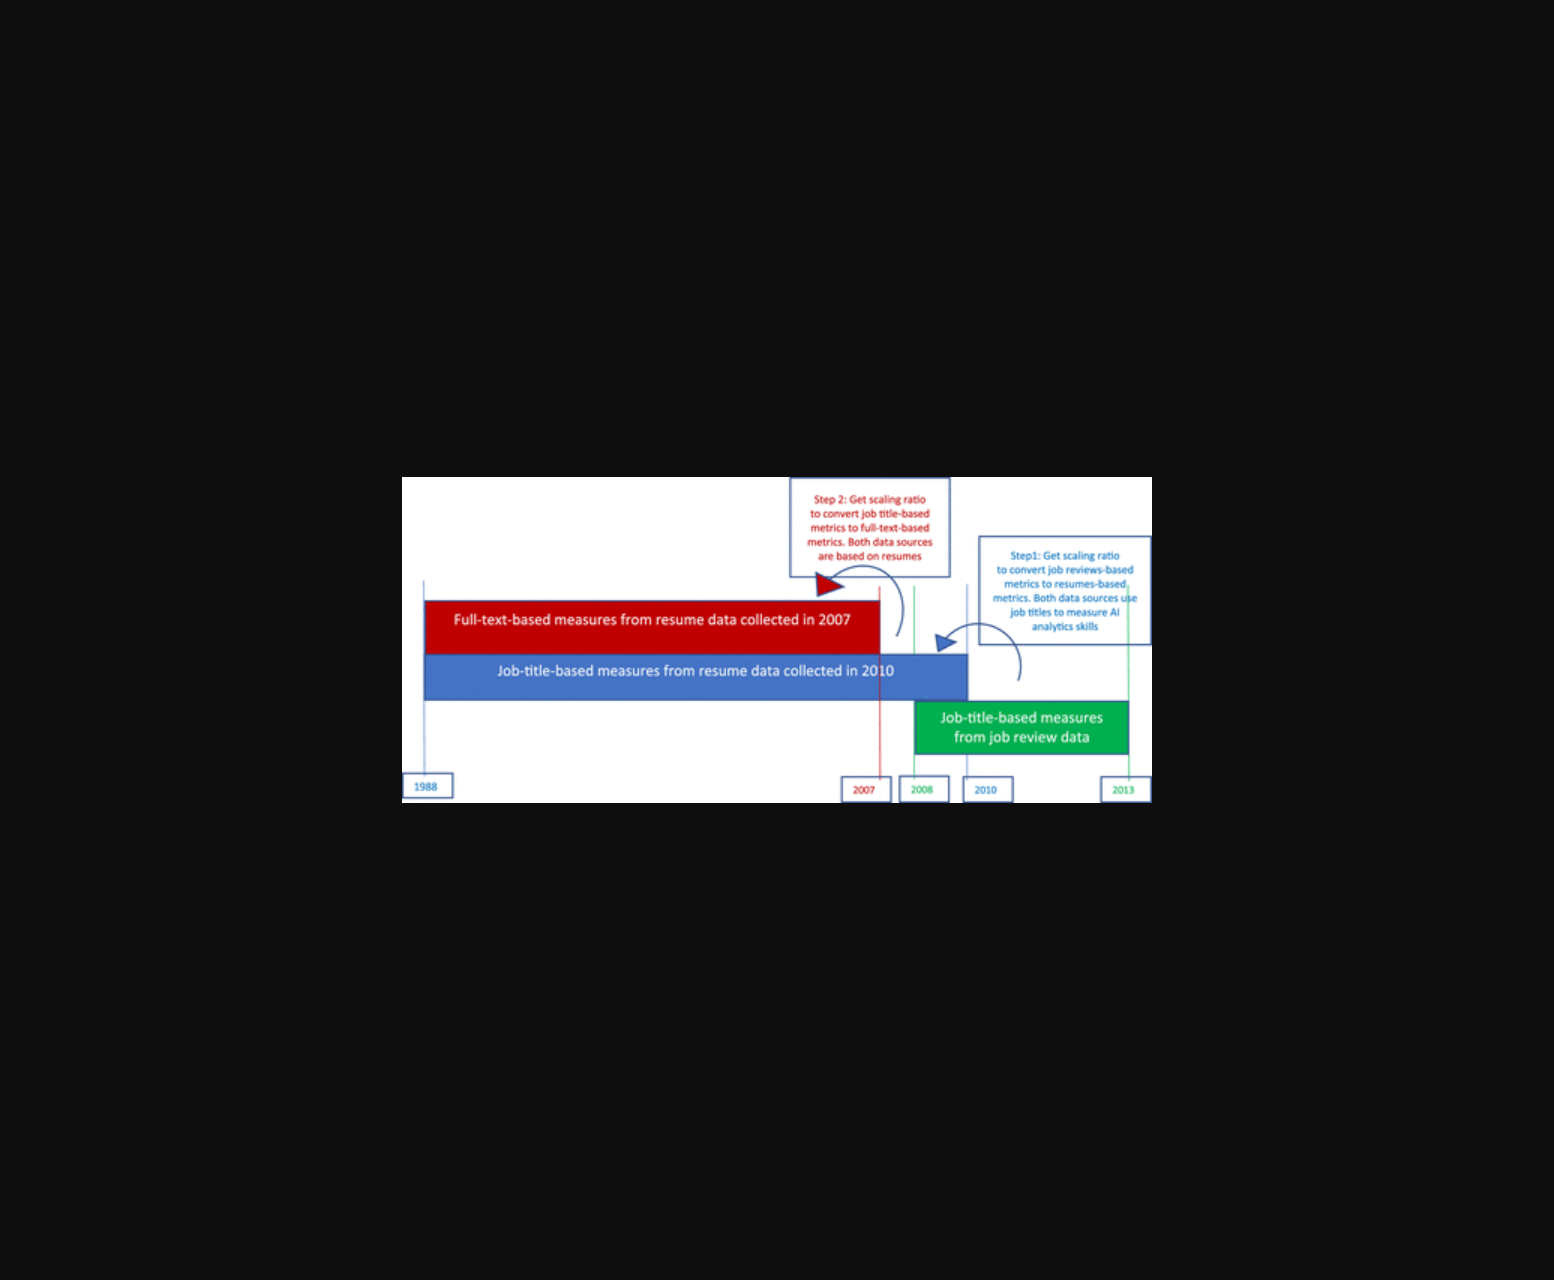 Step 2: Get scaling ratio
to convert job title-based
metrics to full-text-based
metrics. Both data sources
are based on resumes
Step1: Get scaling ratio
to convert job reviews-based
metrics to resumes-based
metrics. Both data sources use
job titles to measure AI
analytics skills
Full-text-based measures from resume data collected in 2007
Job-title-based measures from resume data collected in 2010
Job-title-based measures
from job review data
1988
2007
2008
2010
2013